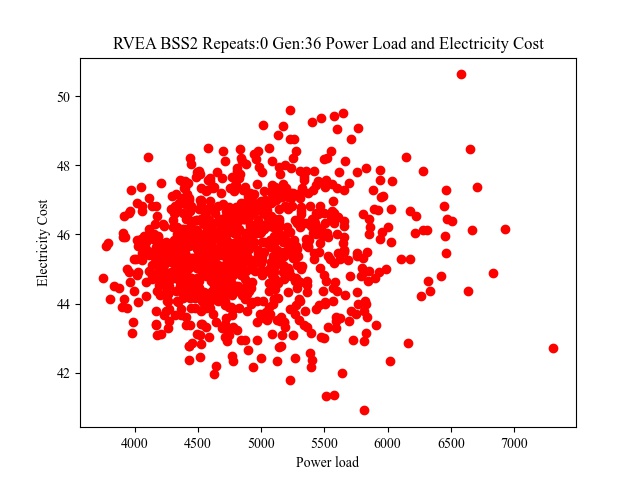 RVEA BSS2 Repeats:0 Gen:36 Power Load and Electricity Cost
50
48
46
44
42
Electricity Cost
4000 4500 5000 5500 6000 6500 7000
Power load